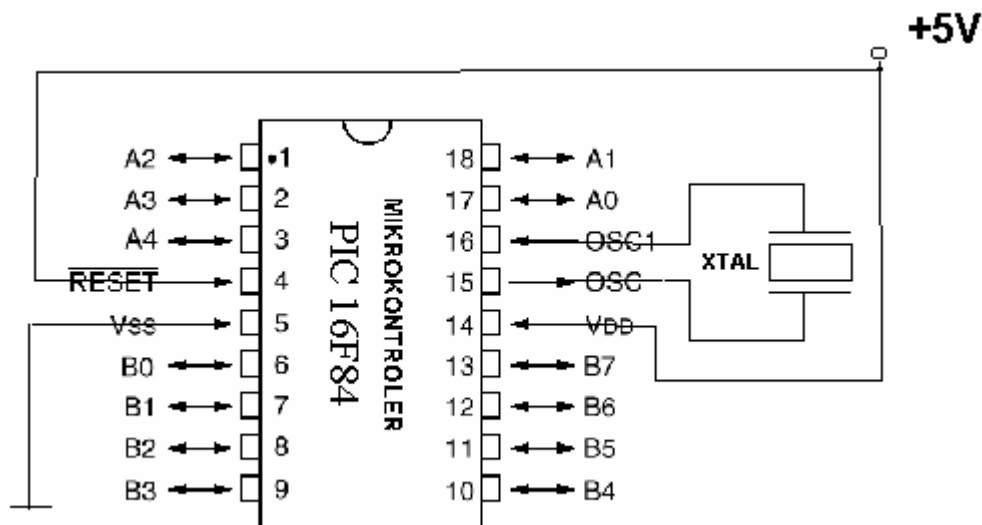 +5V
A2 •1 18 A1
A3 2 17 A0
A4 3 16 OSC1
RESET 4 15 OSC
VSS 5 14 VDD
B0 6 13 B7
B1 7 12 B6
B2 8 11 B5
B3 9 10 B4
PIC 16F84
MIKROKONTROLER
XTAL